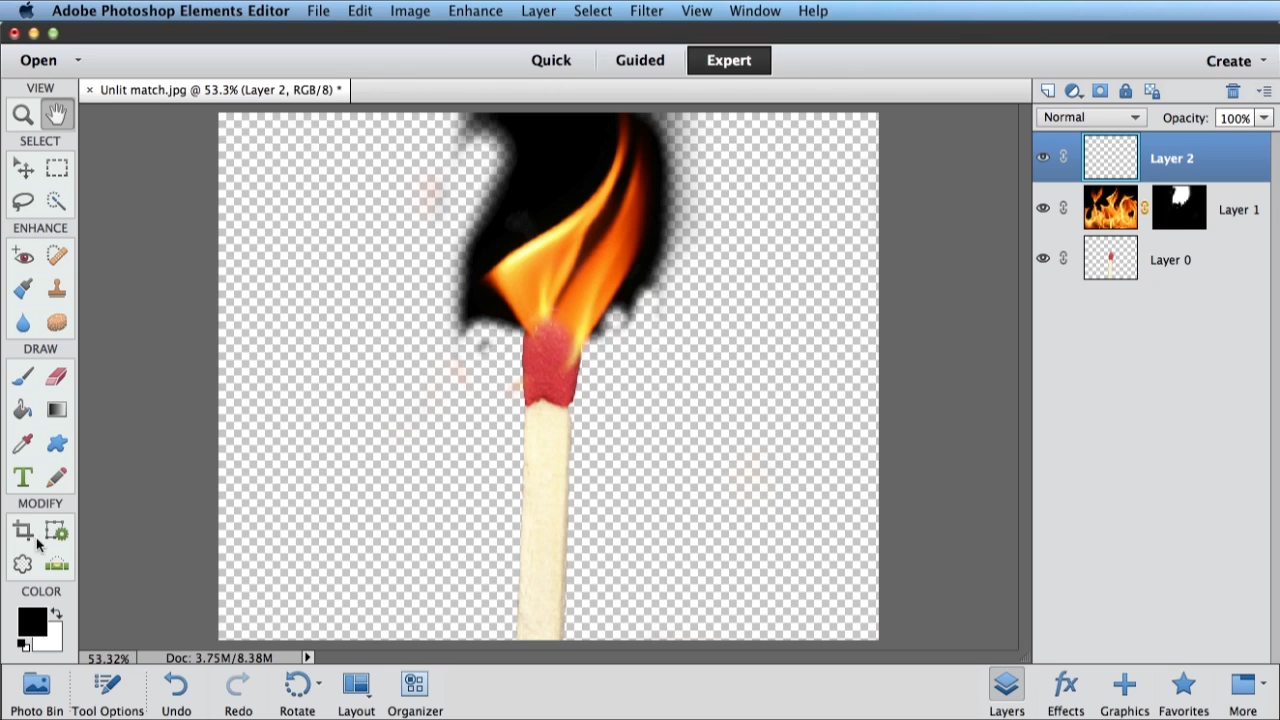 Adobe Photoshop Elements Editor File Edit Image Enhance Layer Select Filter View Window Help
Open Quick Guided Expert Create
VIEW
× Unlit match.jpg @ 53.3% (Layer 2, RGB/8) *
Normal Opacity: 100%
SELECT
Layer 2
Layer 1
ENHANCE
Layer 0
DRAW
T
MODIFY
COLOR
53.32% Doc: 3.75M/8.38M
fx
Photo Bin Tool Options Undo Redo Rotate Layout Organizer Layers Effects Graphics Favorites More